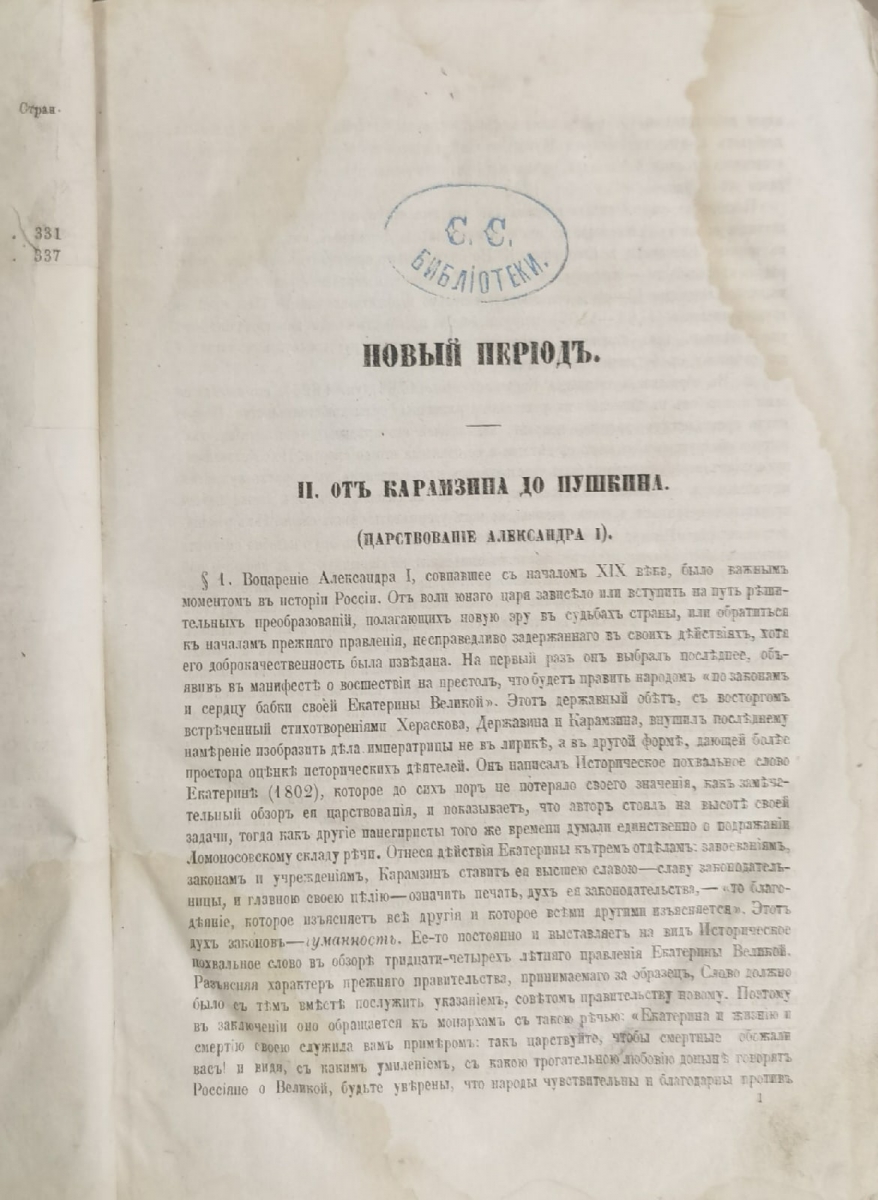 Стран.
. 331
. 337
С. С.
БИБЛІОТЕКИ.
НОВЫЙ ПЕРІОДЪ.
II. ОТЪ КАРАМЗИНА ДО ПУШКИНА.
(ЦАРСТВОВАНІЕ АЛЕКСАНДРА I).
§ 1. Воцареніе Александра I, совпавшее съ началомъ XIX вѣка, было важнымъ
моментомъ въ исторіи Россіи. Отъ воли юнаго царя зависѣло или вступить на путь рѣши-
тельныхъ преобразованій, полагающихъ новую эру въ судьбахъ страны, или обратиться
къ началамъ прежняго правленія, несправедливо задержаннаго въ своихъ дѣйствіяхъ, хотя
его доброкачественность была извѣдана. На первый разъ онъ выбралъ послѣднее, объ-
явивъ въ манифестѣ о восшествіи на престолъ, что будетъ править народомъ «по законамъ
и сердцу бабки своей Екатерины Великой». Этотъ державный обѣтъ, съ восторгомъ
встрѣченный стихотвореніями Хераскова, Державина и Карамзина, внушилъ послѣднему
намѣреніе изобразить дѣла императрицы не въ лирикѣ, а въ другой формѣ, дающей болѣе
простора оцѣнкѣ историческихъ дѣятелей. Онъ написалъ Историческое похвальное слово
Екатеринѣ (1802), которое до сихъ поръ не потеряло своего значенія, какъ замѣча-
тельный обзоръ ея царствованія, и показываетъ, что авторъ стоялъ на высотѣ своей
задачи, тогда какъ другіе панегиристы того же времени думали единственно о подражаніи
Ломоносовскому складу рѣчи. Отнеся дѣйствія Екатерины къ тремъ отдѣламъ: завоеваніямъ,
законамъ и учрежденіямъ, Карамзинъ ставитъ ея высшею славою—славу законодатель-
ницы, и главною своею цѣлію—означить печать, духъ ея законодательства,— «то благо-
дѣяніе, которое изъясняетъ всѣ другія и которое всѣми другими изъясняется». Этотъ
духъ законовъ—гуманность. Ее-то постоянно и выставляетъ на видъ Историческое
похвальное слово въ обзорѣ тридцати-четырехъ лѣтняго правленія Екатерины Великой.
Разъясняя характеръ прежняго правительства, принимаемаго за образецъ, Слово должно
было съ тѣмъ вмѣстѣ послужить указаніемъ, совѣтомъ правительству новому. Поэтому
въ заключеніи оно обращается къ монархамъ съ такою рѣчью: «Екатерина и жизнію и
смертію своею служила вамъ примѣромъ: такъ царствуйте, чтобы смертные обожали
васъ! и видя, съ какимъ умиленіемъ, съ какою трогательною любовію донынѣ говорятъ
Россіяне о Великой, будьте увѣрены, что народы чувствительны и благодарны противъ
1